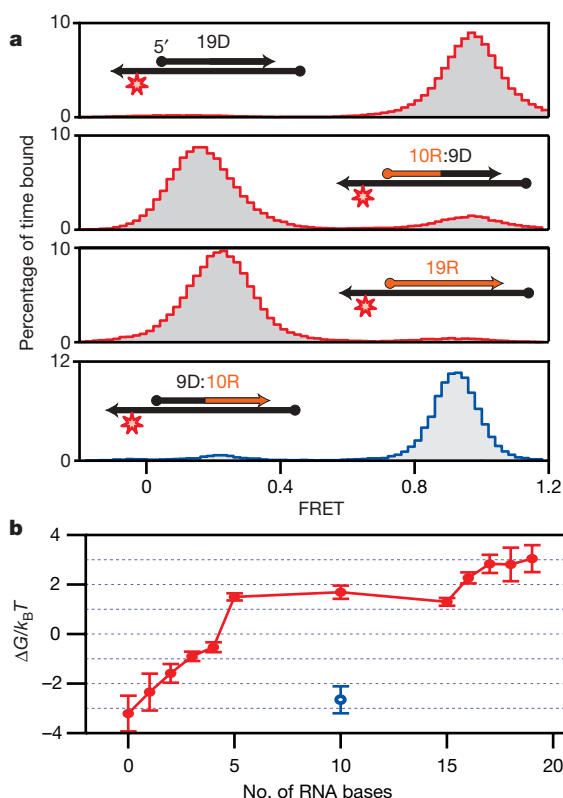 a
Percentage of time bound
10
0
5′ 19D
10
0
10R:9D
10
0
19R
12
0
9D:10R
0 0.4 0.8 1.2
FRET
b
ΔG/kBT
4
2
0
−2
−4
0 5 10 15 20
No. of RNA bases